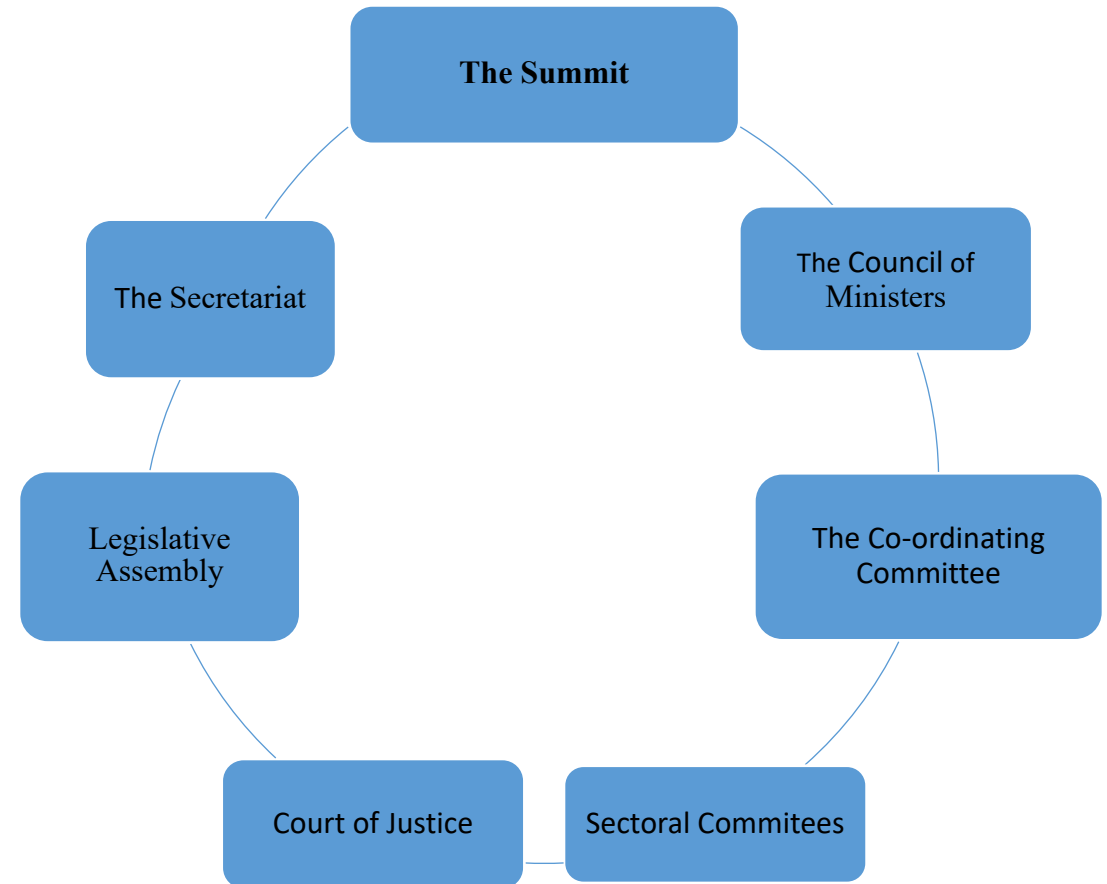 The Summit
The Council of
Ministers
The Co-ordinating
Committee
Sectoral Commitees
Court of Justice
Legislative
Assembly
The Secretariat